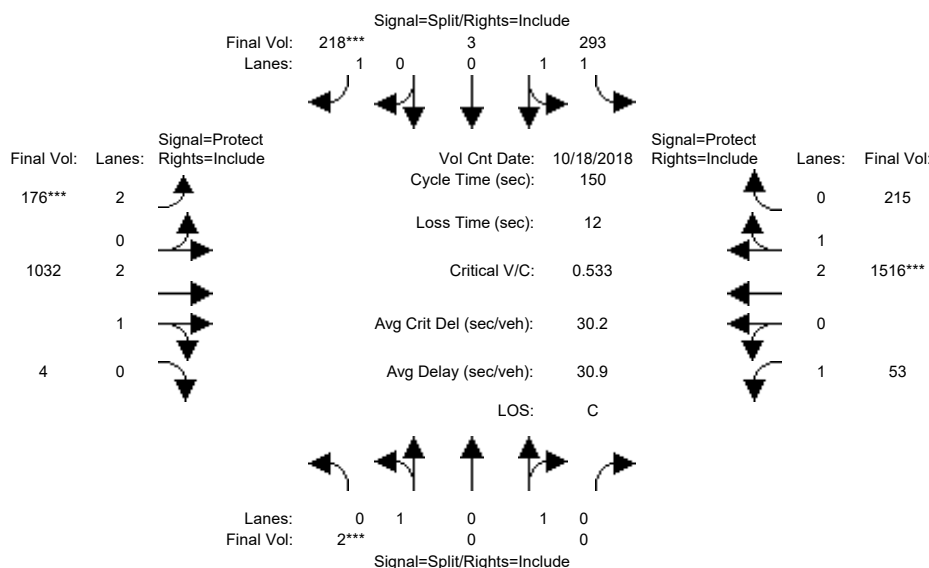 Signal=Split/Rights=Include
Final Vol: 218*** 3 293
Lanes: 1 0 0 1 1
Signal=Protect
Final Vol: Lanes: Rights=Include
Vol Cnt Date: 10/18/2018
Signal=Protect
Rights=Include Lanes: Final Vol:
Cycle Time (sec): 150
176*** 2
0 215
Loss Time (sec): 12
0
1
1032 2
Critical V/C: 0.533
2 1516***
1
Avg Crit Del (sec/veh): 30.2
0
4 0
Avg Delay (sec/veh): 30.9
1 53
LOS: C
Lanes: 0 1 0 1 0
Final Vol: 2*** 0 0
Signal=Split/Rights=Include